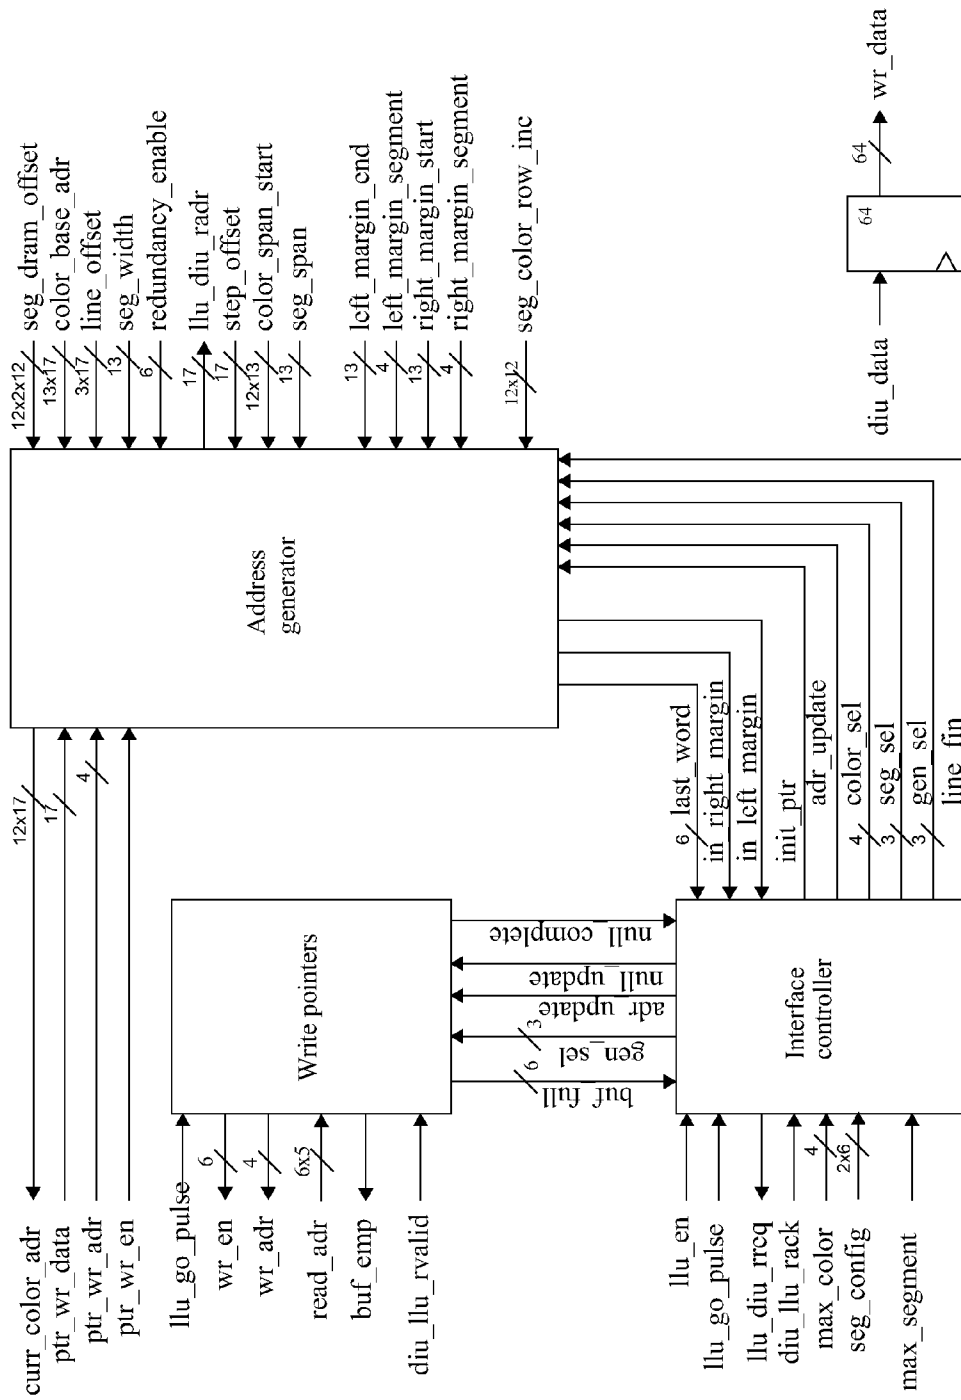 seg_dram_offset
12x2x12
color_base_adr
13x17
line_offset
3x17
seg_width
13
redundancy_enable
6
llu_diu_radr
17
step_offset
17
color_span_start
12x13
seg_span
13
left_margin_end
13
left_margin_segment
4
right_margin_start
13
right_margin_segment
4
seg_color_row_inc
12x12
Address
generator
curr_color_adr
12x17
ptr_wr_data
17
ptr_wr_adr
4
ptr_wr_en
last_word
6
in_right_margin
in_left_margin
init_ptr
adr_update
color_sel
4
seg_sel
3
gen_sel
3
line_fin
Write pointers
llu_go_pulse
wr_en
6
wr_adr
4
read_adr
6x5
buf_emp
diu_llu_rvalid
null_complete
null_update
adr_update
gen_sel
3
buf_full
6
Interface
controller
llu_en
llu_go_pulse
llu_diu_rreq
diu_llu_rack
max_color
4
seg_config
2x6
max_segment
diu_data
64
64
wr_data